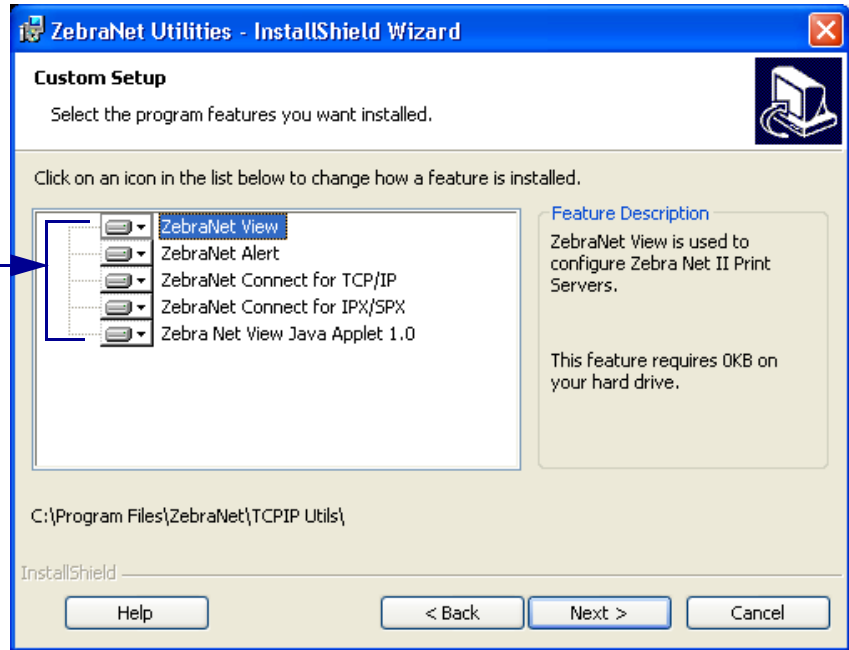 ZebraNet Utilities - InstallShield Wizard
Custom Setup
Select the program features you want installed.
Click on an icon in the list below to change how a feature is installed.
ZebraNet View
ZebraNet Alert
ZebraNet Connect for TCP/IP
ZebraNet Connect for IPX/SPX
Zebra Net View Java Applet 1.0
Feature Description
ZebraNet View is used to
configure Zebra Net II Print
Servers.
This feature requires 0KB on
your hard drive.
C:\Program Files\ZebraNet\TCPIP Utils\
InstallShield
Help
< Back
Next >
Cancel